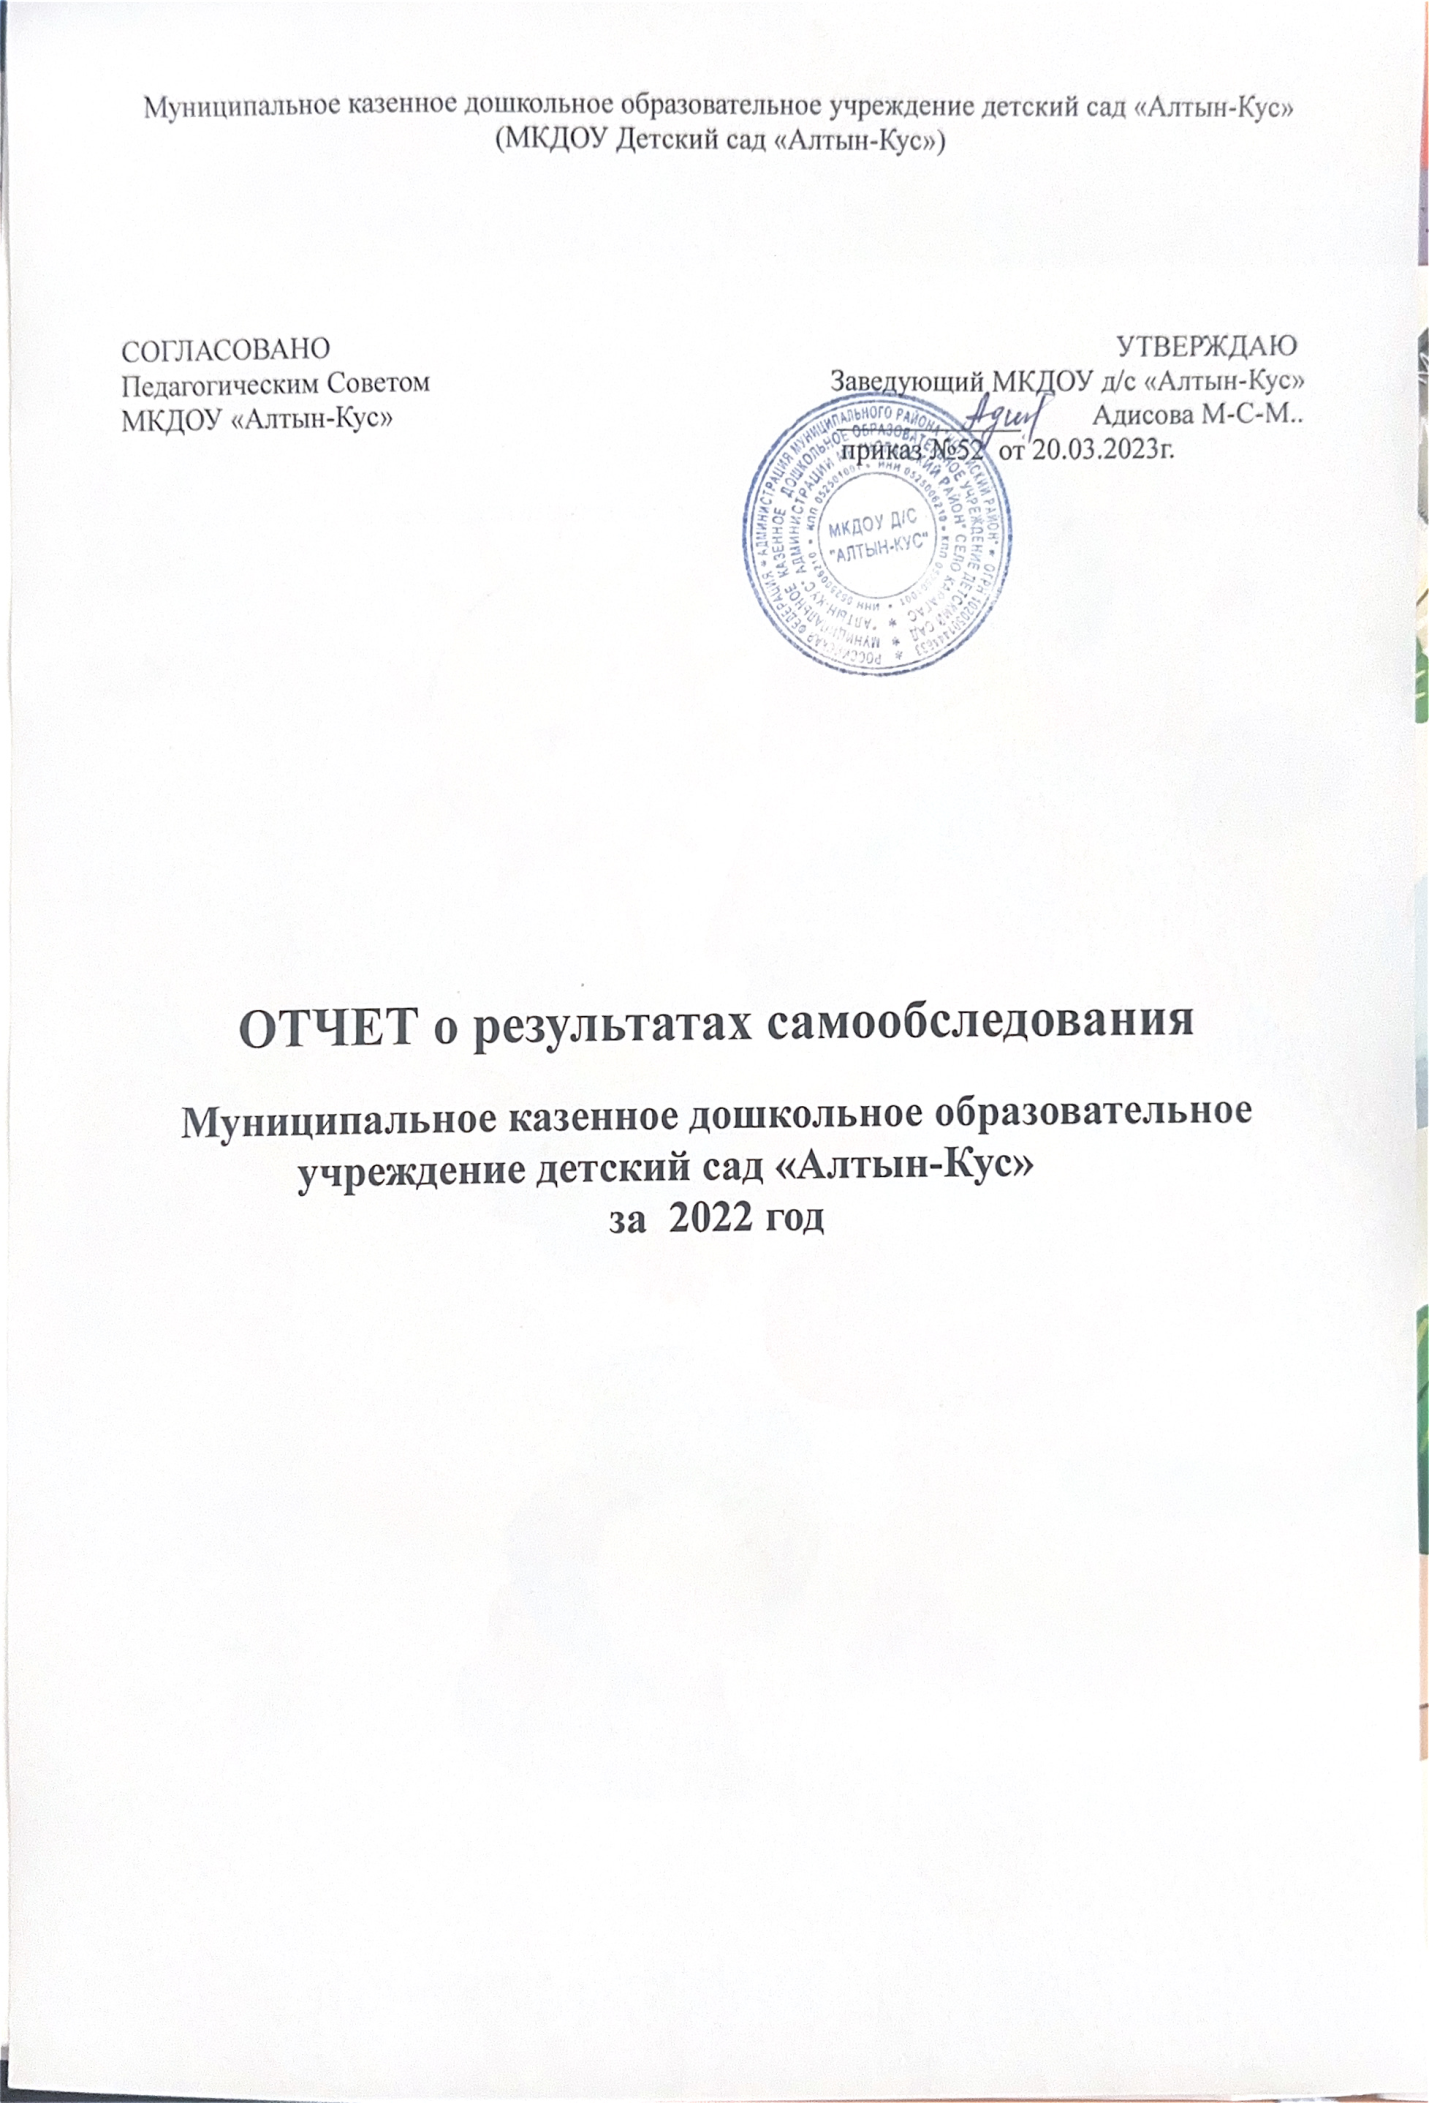 Муниципальное казенное дошкольное образовательное учреждение детский сад «Алтын-Кус»
(МКДОУ Детский сад «Алтын-Кус»)
СОГЛАСОВАНО
Педагогическим Советом
МКДОУ «Алтын-Кус»
УТВЕРЖДАЮ
Заведующий МКДОУ д/с «Алтын-Кус»
Адисова М-С-М..
приказ №52 от 20.03.2023г.
МКДОУ Д/С
"АЛТЫН-КУС"
ОТЧЕТ о результатах самообследования
Муниципальное казенное дошкольное образовательное
учреждение детский сад «Алтын-Кус»
за 2022 год